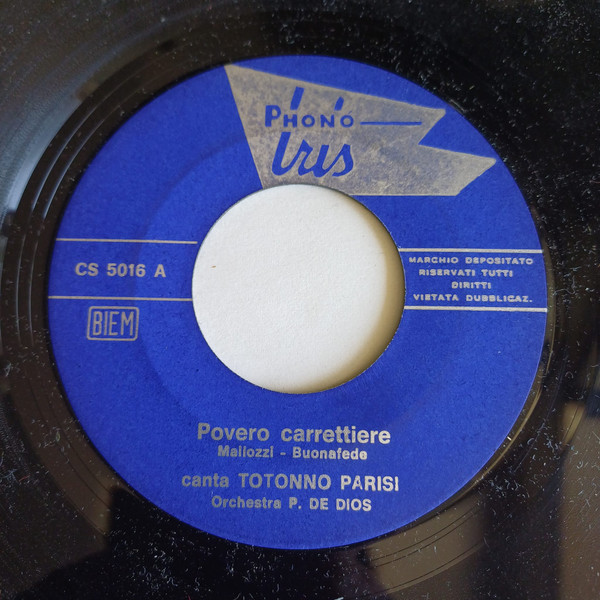 PHONO
Iris
CS 5016 A
BIEM
MARCHIO DEPOSITATO
RISERVATI TUTTI
DIRITTI
VIETATA DUBBLICAZ.
Povero carrettiere
Mallozzi - Buonafede
canta TOTONNO PARISI
Orchestra P. DE DIOS